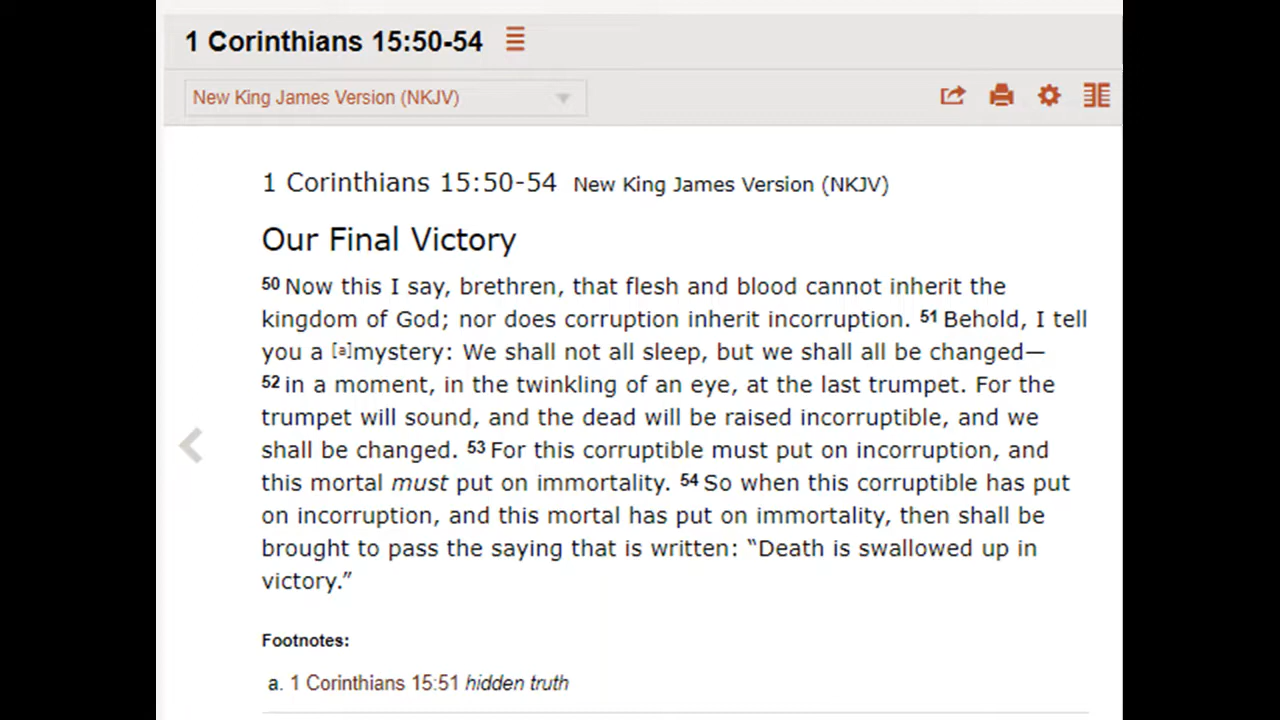 1 Corinthians 15:50-54
New King James Version (NKJV)
1 Corinthians 15:50-54 New King James Version (NKJV)
Our Final Victory
50 Now this I say, brethren, that flesh and blood cannot inherit the
kingdom of God; nor does corruption inherit incorruption. 51 Behold, I tell
you a [a]mystery: We shall not all sleep, but we shall all be changed—
52 in a moment, in the twinkling of an eye, at the last trumpet. For the
trumpet will sound, and the dead will be raised incorruptible, and we
shall be changed. 53 For this corruptible must put on incorruption, and
this mortal must put on immortality. 54 So when this corruptible has put
on incorruption, and this mortal has put on immortality, then shall be
brought to pass the saying that is written: “Death is swallowed up in
victory.”
Footnotes:
a. 1 Corinthians 15:51 hidden truth